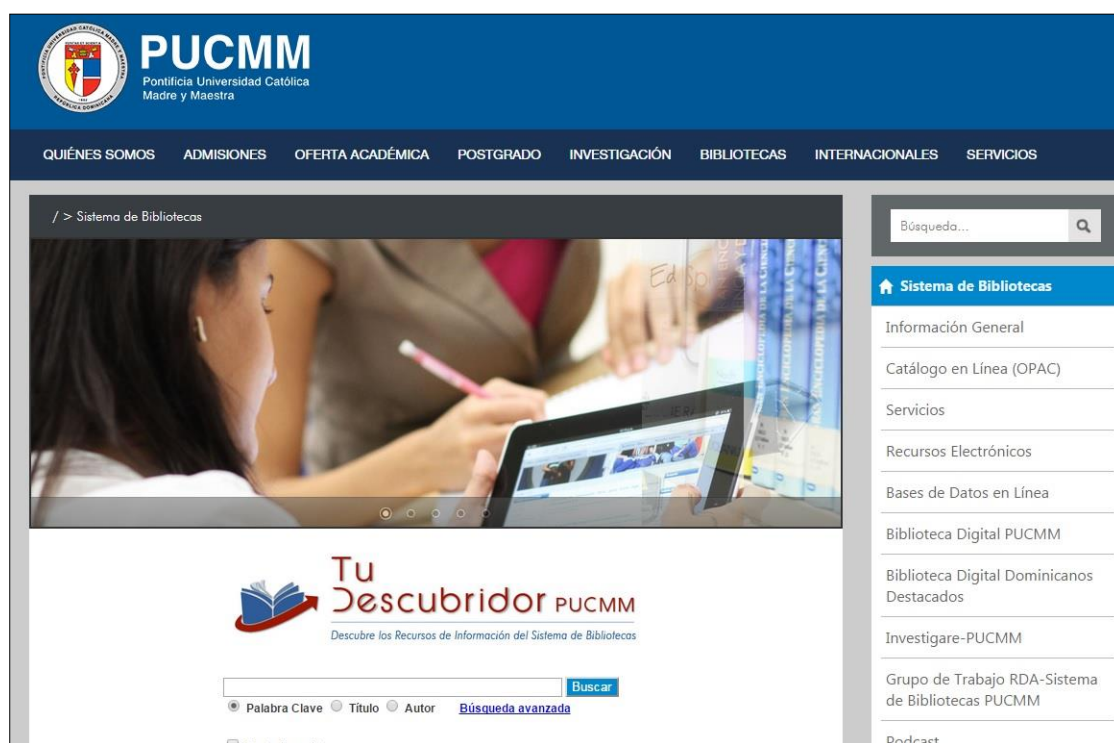 PUCMM
Pontificia Universidad Católica
Madre y Maestra
QUIÉNES SOMOS ADMISIONES OFERTA ACADÉMICA POSTGRADO INVESTIGACIÓN BIBLIOTECAS INTERNACIONALES SERVICIOS
/ > Sistema de Bibliotecas
Búsqueda...
Sistema de Bibliotecas
Información General
Catálogo en Línea (OPAC)
Servicios
Recursos Electrónicos
Bases de Datos en Línea
Biblioteca Digital PUCMM
Biblioteca Digital Dominicanos
Destacados
Investigare-PUCMM
Grupo de Trabajo RDA-Sistema
de Bibliotecas PUCMM
Podcast
Tu
Descubridor PUCMM
Descubre los Recursos de Información del Sistema de Bibliotecas
Buscar
Palabra Clave Título Autor Búsqueda avanzada